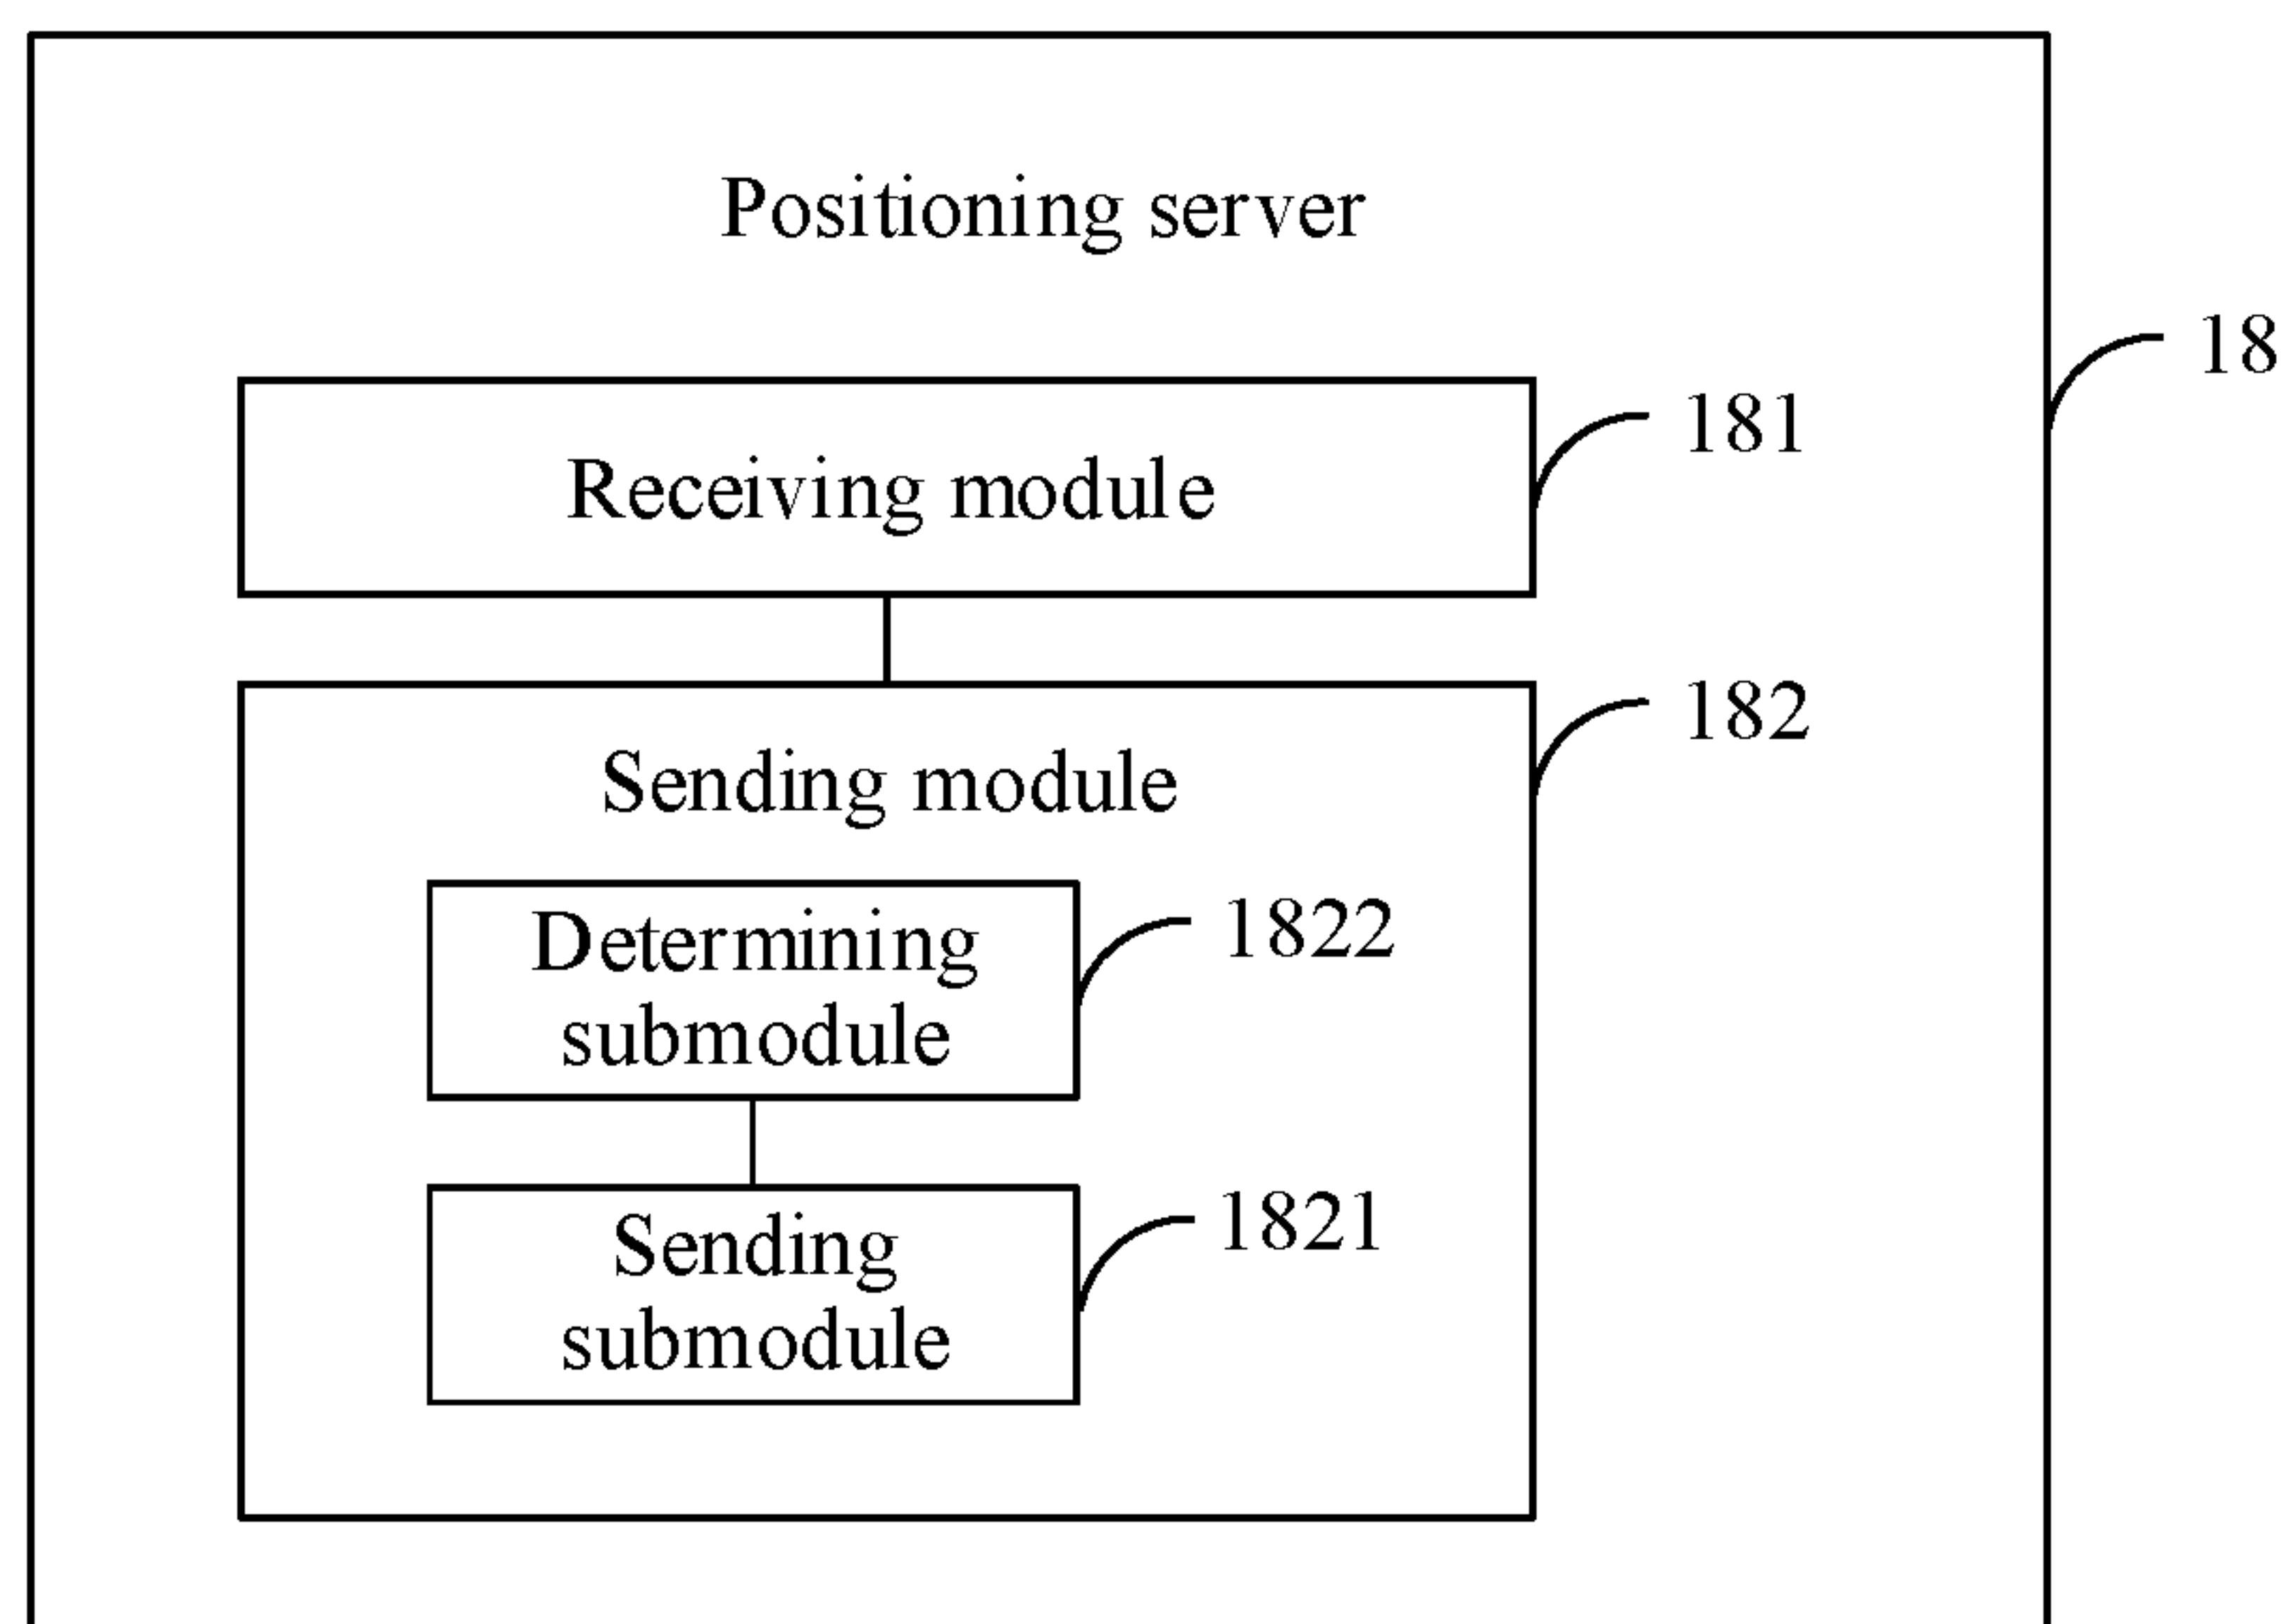 Positioning server
18
Receiving module
181
Sending module
182
Determining
submodule
1822
Sending
submodule
1821